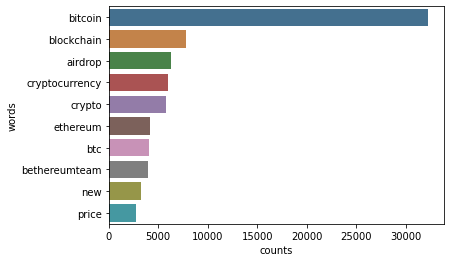 bitcoin
blockchain
airdrop
cryptocurrency
crypto
ethereum
btc
bethereumteam
new
price
words
0 5000 10000 15000 20000 25000 30000
counts